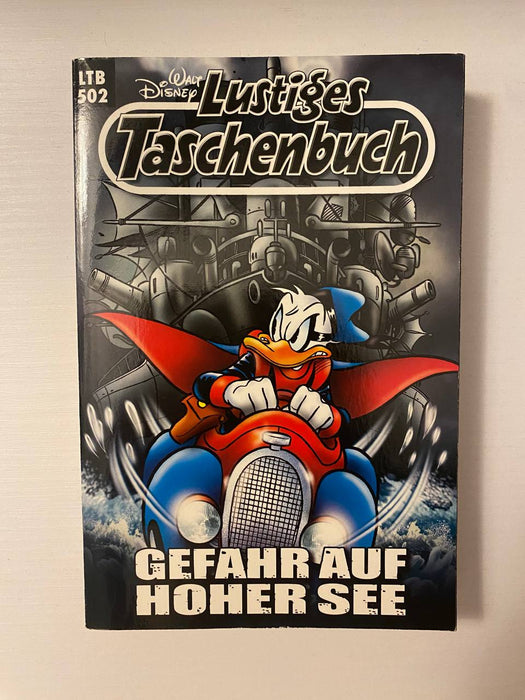 LTB
502
Walt
Disney
Lustiges
Taschenbuch
GEFAHR AUF
HOHER SEE